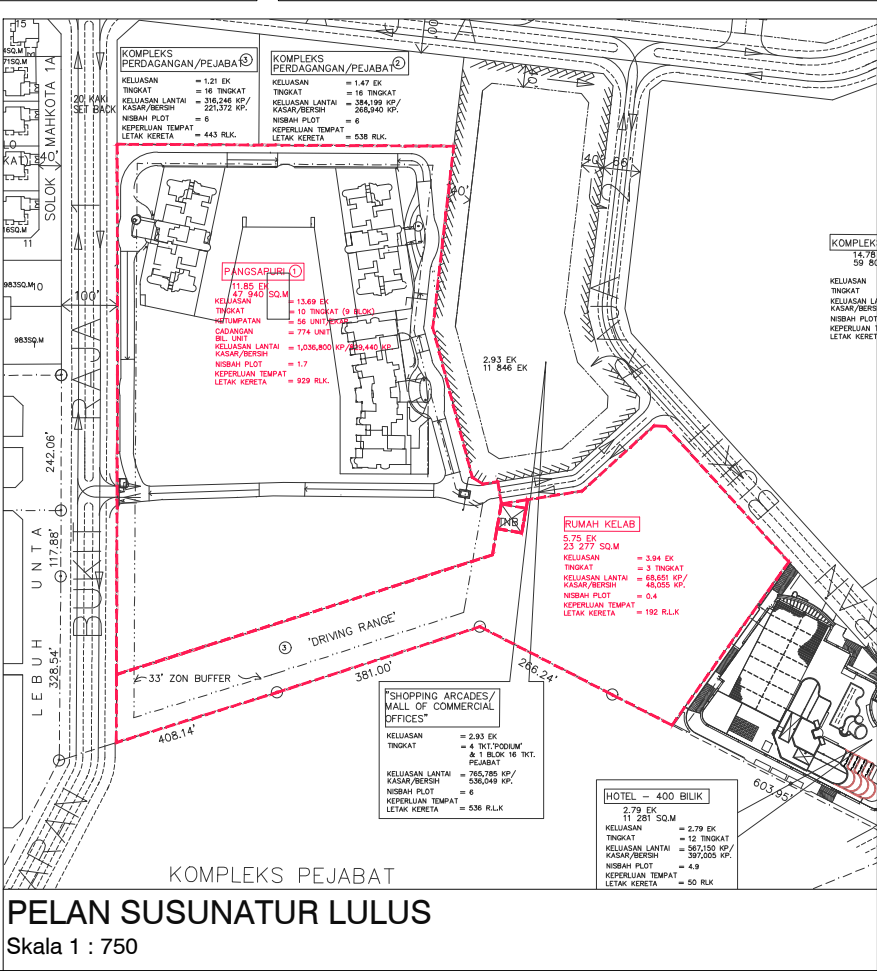 KOMPLEKS
PERDAGANGAN/PEJABAT 3
KELUASAN = 1.21 EK
TINGKAT = 16 TINGKAT
KELUASAN LANTAI = 316,246 KP/
KASAR/BERSIH 221,372 KP.
NISBAH PLOT = 6
KEPERLUAN TEMPAT
LETAK KERETA = 443 RLK.
KOMPLEKS
PERDAGANGAN/PEJABAT 2
KELUASAN = 1.47 EK
TINGKAT = 16 TINGKAT
KELUASAN LANTAI = 384,199 KP/
KASAR/BERSIH 268,940 KP.
NISBAH PLOT = 6
KEPERLUAN TEMPAT
LETAK KERETA = 538 RLK.
15
20 KAKI
SET BACK
SOLOK MAHKOTA 1A
40'
11
983SQ.M
10
983SQ.M
100'
40'
66'
PANGSAPURI 1
11.85 EK
47 940 SQ.M
KELUASAN = 13.69 EK
TINGKAT = 10 TINGKAT (9 BLOK)
KETUMPATAN = 56 UNIT/EKAR
CADANGAN = 774 UNIT
BIL. UNIT
KELUASAN LANTAI = 1,036,800 KP/
KASAR/BERSIH
NISBAH PLOT = 1.7
KEPERLUAN TEMPAT
LETAK KERETA = 929 RLK.
2.93 EK
11 846 EK
14.78
KELUASAN
TINGKAT
NISBAH PLOT
242.06'
117.88'
328.54'
LEBUH UNTA
BUKIT RAJA
TNB
RUMAH KELAB
5.75 EK
23 277 SQ.M
KELUASAN = 3.94 EK
TINGKAT = 3 TINGKAT
KELUASAN LANTAI = 68,651 KP/
KASAR/BERSIH 48,055 KP.
NISBAH PLOT = 0.4
KEPERLUAN TEMPAT
LETAK KERETA = 192 R.L.K
3 'DRIVING RANGE'
33' ZON BUFFER
408.14'
381.00'
266.24'
603.95'
"SHOPPING ARCADES/
MALL OF COMMERCIAL
OFFICES"
KELUASAN = 2.93 EK
TINGKAT = 4 TKT.'PODIUM'
& 1 BLOK 16 TKT.
PEJABAT
KELUASAN LANTAI = 765,785 KP/
KASAR/BERSIH 536,049 KP.
NISBAH PLOT = 6
KEPERLUAN TEMPAT
LETAK KERETA = 536 R.L.K
HOTEL – 400 BILIK
2.79 EK
11 281 SQ.M
KELUASAN = 2.79 EK
TINGKAT = 12 TINGKAT
KELUASAN LANTAI = 567,150 KP/
KASAR/BERSIH 397,005 KP.
NISBAH PLOT = 4.9
KEPERLUAN TEMPAT
LETAK KERETA = 50 RLK
KOMPLEKS PEJABAT
PELAN SUSUNATUR LULUS
Skala 1 : 750